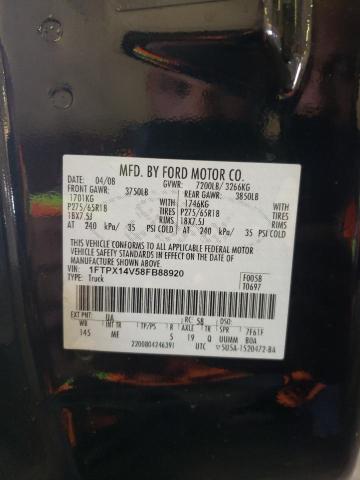 MFD. BY FORD MOTOR CO.
DATE: 04/08 GVWR: 7200LB/ 3266KG
FRONT GAWR: 3750LB REAR GAWR: 3850LB
1701KG WITH 1746KG WITH
P275/65R18 TIRES P275/65R18 TIRES
18X7.5J RIMS 18X7.5J RIMS
AT 240 kPa/ 35 PSI COLD AT 240 kPa/ 35 PSI COLD
THIS VEHICLE CONFORMS TO ALL APPLICABLE FEDERAL MOTOR
VEHICLE SAFETY STANDARDS IN EFFECT ON THE DATE OF
MANUFACTURE SHOWN ABOVE.
VIN: 1FTPX14V58FB88920 F0058
TYPE: Truck T0697
EXT PNT: UA RC: 58 DSO:
WB INT TR TP/PS R AXLE TR SPR 7F61F
145 ME 5 19 Q UUMM BOA
2200804246391 UTC 5U5A-1520472-BA